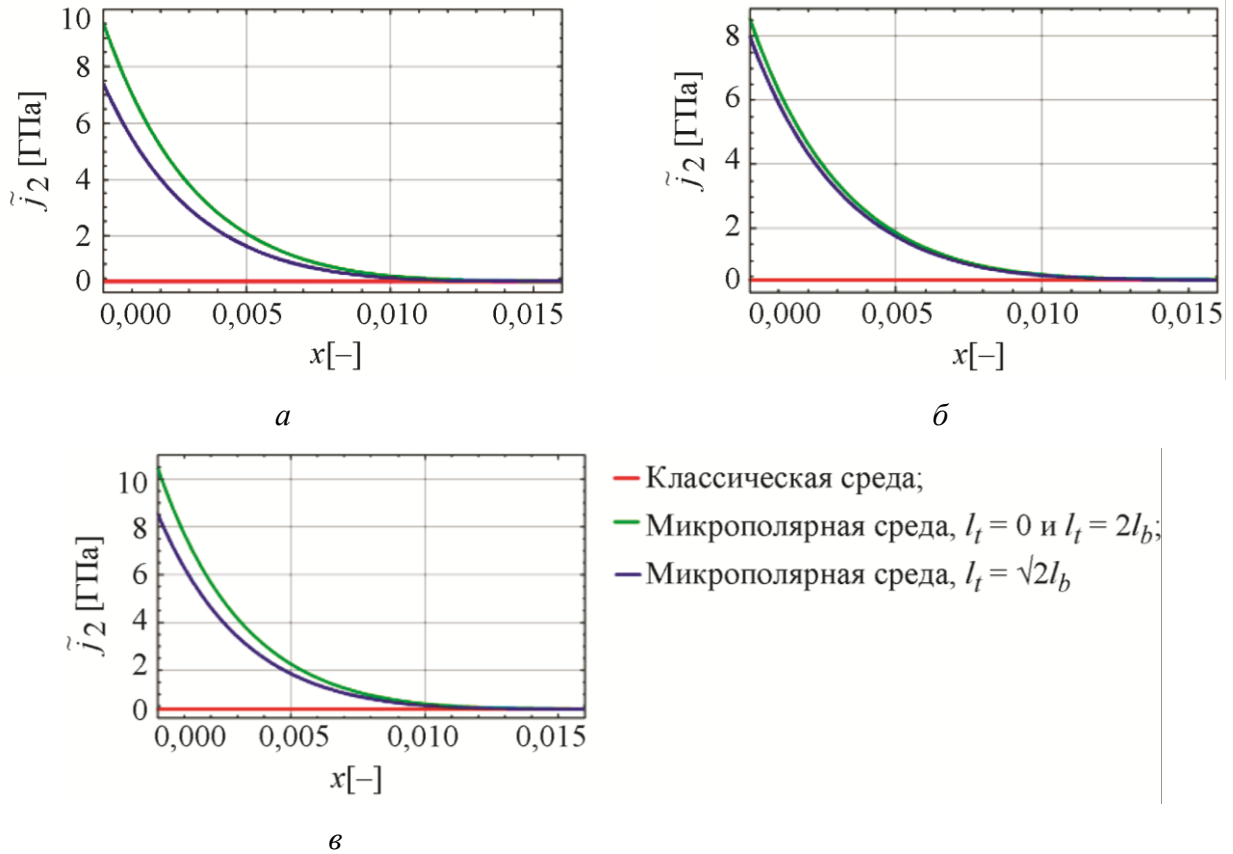 10
8
6
4
2
0
j̃ 2 [ГПа]
0,000 0,005 0,010 0,015
x[–]
а
8
6
4
2
0
j̃ 2 [ГПа]
0,000 0,005 0,010 0,015
x[–]
б
10
8
6
4
2
0
j̃ 2 [ГПа]
0,000 0,005 0,010 0,015
x[–]
в
Классическая среда;
Микрополярная среда, lt = 0 и lt = 2lb;
Микрополярная среда, lt = √2lb